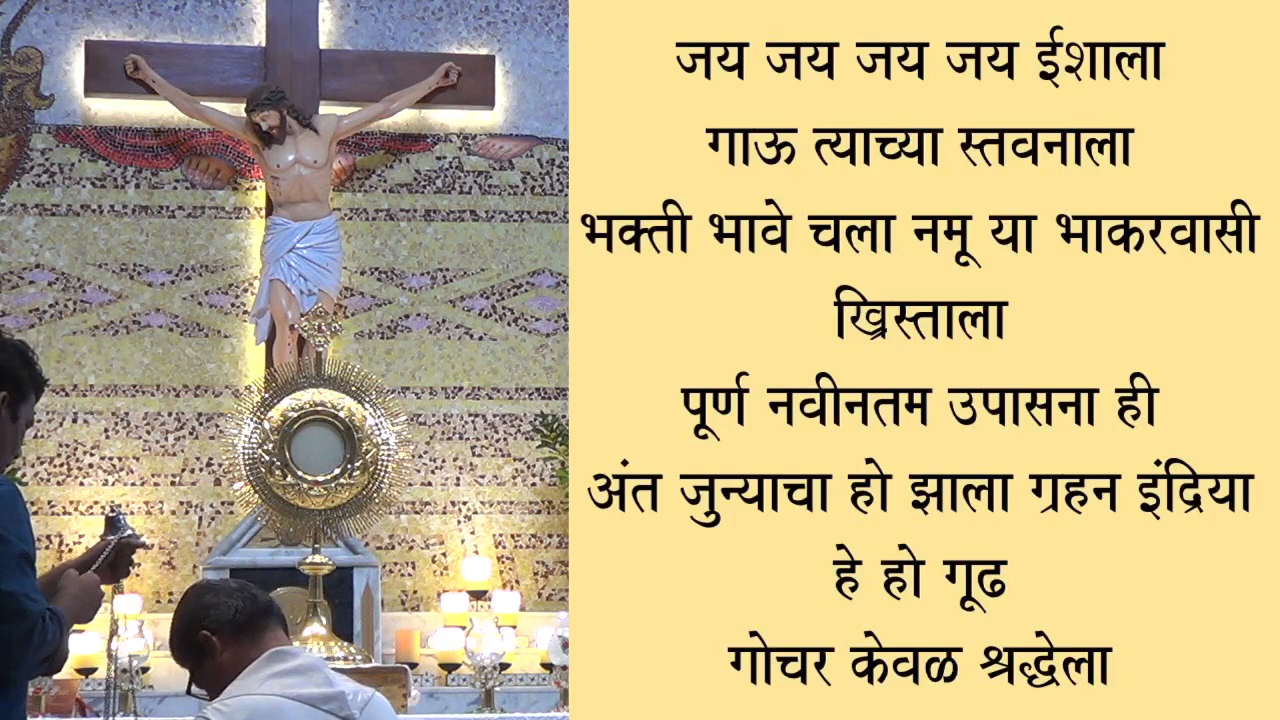 जय जय जय जय ईशाला
गाऊ त्याच्या स्तवनाला
भक्ती भावे चला नमू या भाकरवासी
ख्रिस्ताला
पूर्ण नवीनतम उपासना ही
अंत जुन्याचा हो झाला ग्रहन इंद्रिया
हे हो गूढ
गोचर केवळ श्रद्धेला